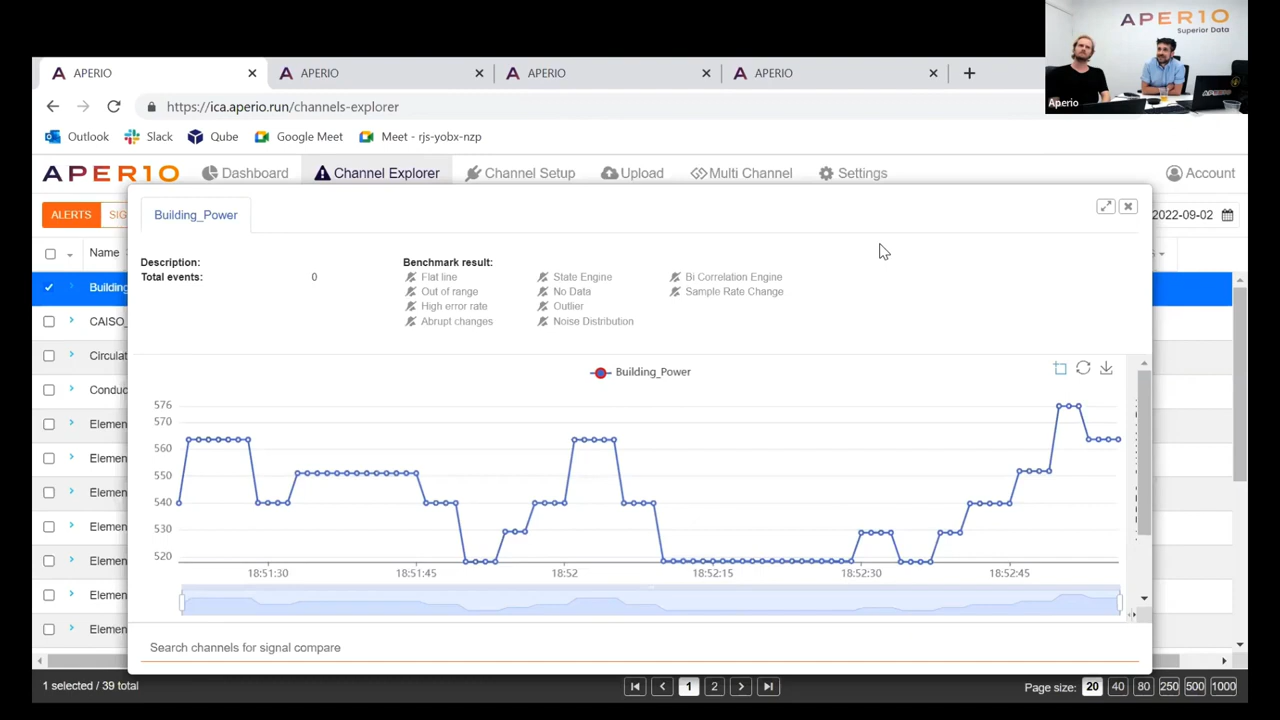 APER1O
Superior Data
Aperio
APERIO
APERIO
APERIO
APERIO
https://ica.aperio.run/channels-explorer
Outlook Slack Qube Google Meet Meet - rjs-yobx-nzp
APER1O Dashboard Channel Explorer Channel Setup Upload Multi Channel Settings Account
ALERTS SIG
2022-09-02
Building_Power
Name
Building
CAISO_
Circulat
Conduc
Elemen
Elemen
Elemen
Elemen
Elemen
Elemen
Elemen
Description:
Total events: 0
Benchmark result:
Flat line State Engine Bi Correlation Engine
Out of range No Data Sample Rate Change
High error rate Outlier
Abrupt changes Noise Distribution
Building_Power
576
570
560
550
540
530
520
18:51:30 18:51:45 18:52 18:52:15 18:52:30 18:52:45
Search channels for signal compare
1 selected / 39 total
1 2
Page size: 20 40 80 250 500 1000